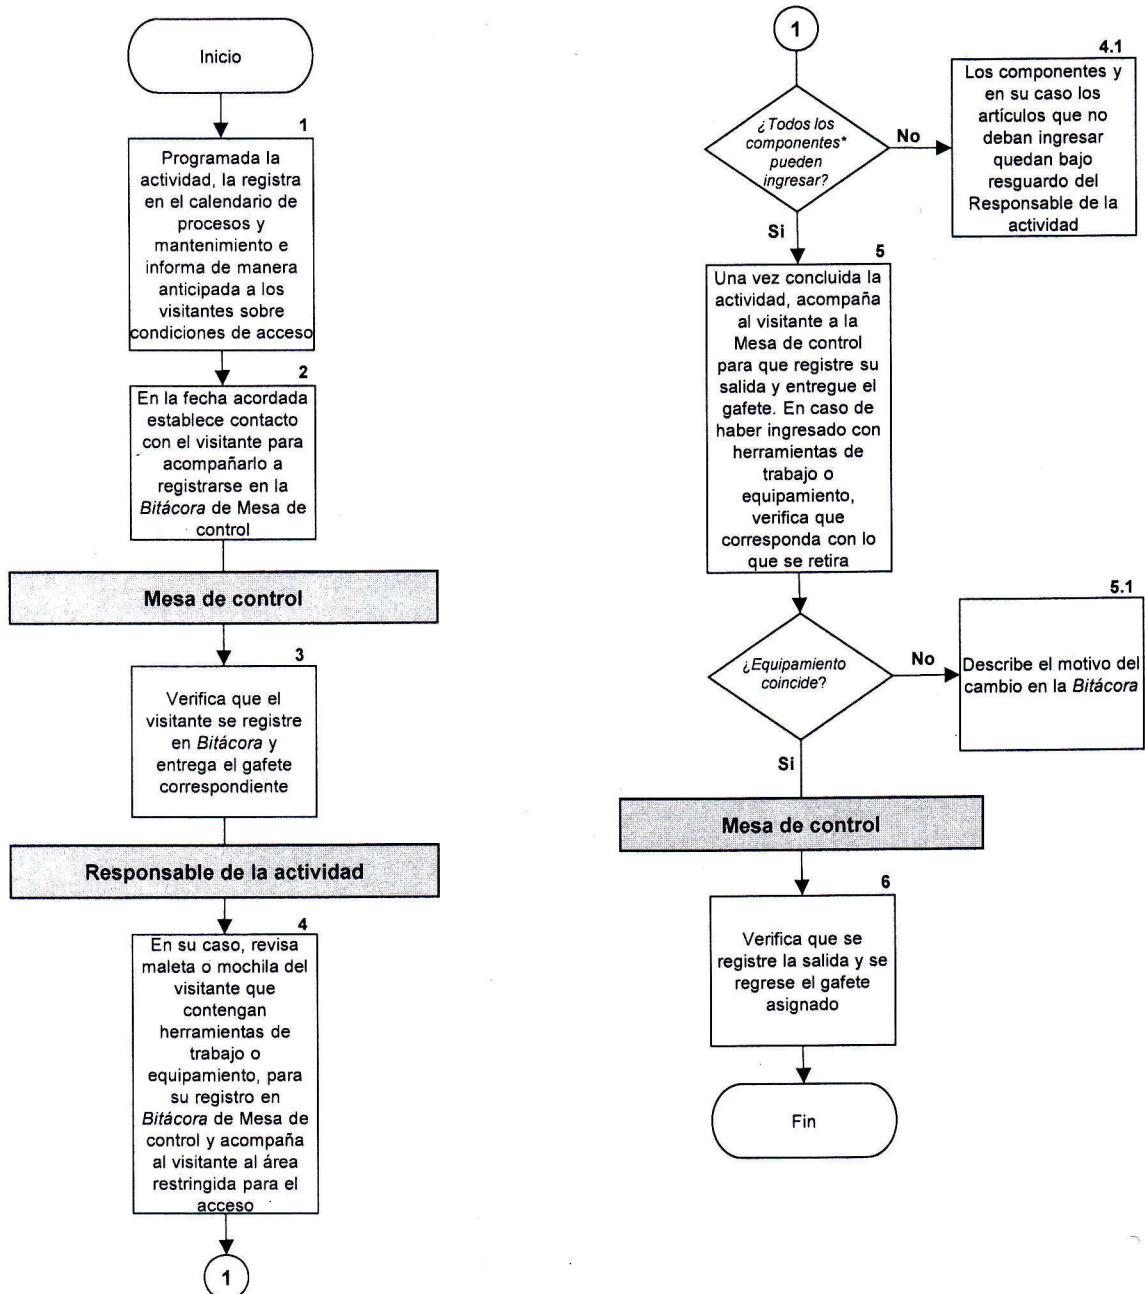 Inicio
1
Programada la
actividad, la registra
en el calendario de
procesos y
mantenimiento e
informa de manera
anticipada a los
visitantes sobre
condiciones de acceso
2
En la fecha acordada
establece contacto
con el visitante para
acompañarlo a
registrarse en la
Bitácora de Mesa de
control
Mesa de control
3
Verifica que el
visitante se registre
en Bitácora y
entrega el gafete
correspondiente
Responsable de la actividad
4
En su caso, revisa
maleta o mochila del
visitante que
contengan
herramientas de
trabajo o
equipamiento, para
su registro en
Bitácora de Mesa de
control y acompaña
al visitante al área
restringida para el
acceso
1
1
¿Todos los
componentes*
pueden
ingresar?
No
4.1
Los componentes y
en su caso los
artículos que no
deban ingresar
quedan bajo
resguardo del
Responsable de la
actividad
Si
5
Una vez concluida la
actividad, acompaña
al visitante a la
Mesa de control
para que registre su
salida y entregue el
gafete. En caso de
haber ingresado con
herramientas de
trabajo o
equipamiento,
verifica que
corresponda con lo
que se retira
¿Equipamiento
coincide?
No
5.1
Describe el motivo del
cambio en la Bitácora
Si
Mesa de control
6
Verifica que se
registre la salida y se
regrese el gafete
asignado
Fin